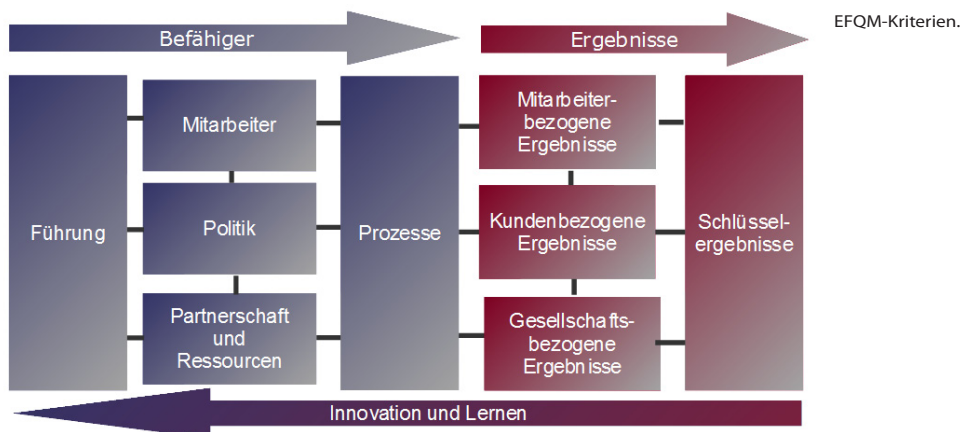 Befähiger
Ergebnisse
EFQM-Kriterien.
Führung
Mitarbeiter
Politik
Partnerschaft
und
Ressourcen
Prozesse
Mitarbeiter-
bezogene
Ergebnisse
Kundenbezogene
Ergebnisse
Gesellschafts-
bezogene
Ergebnisse
Schlüssel-
ergebnisse
Innovation und Lernen